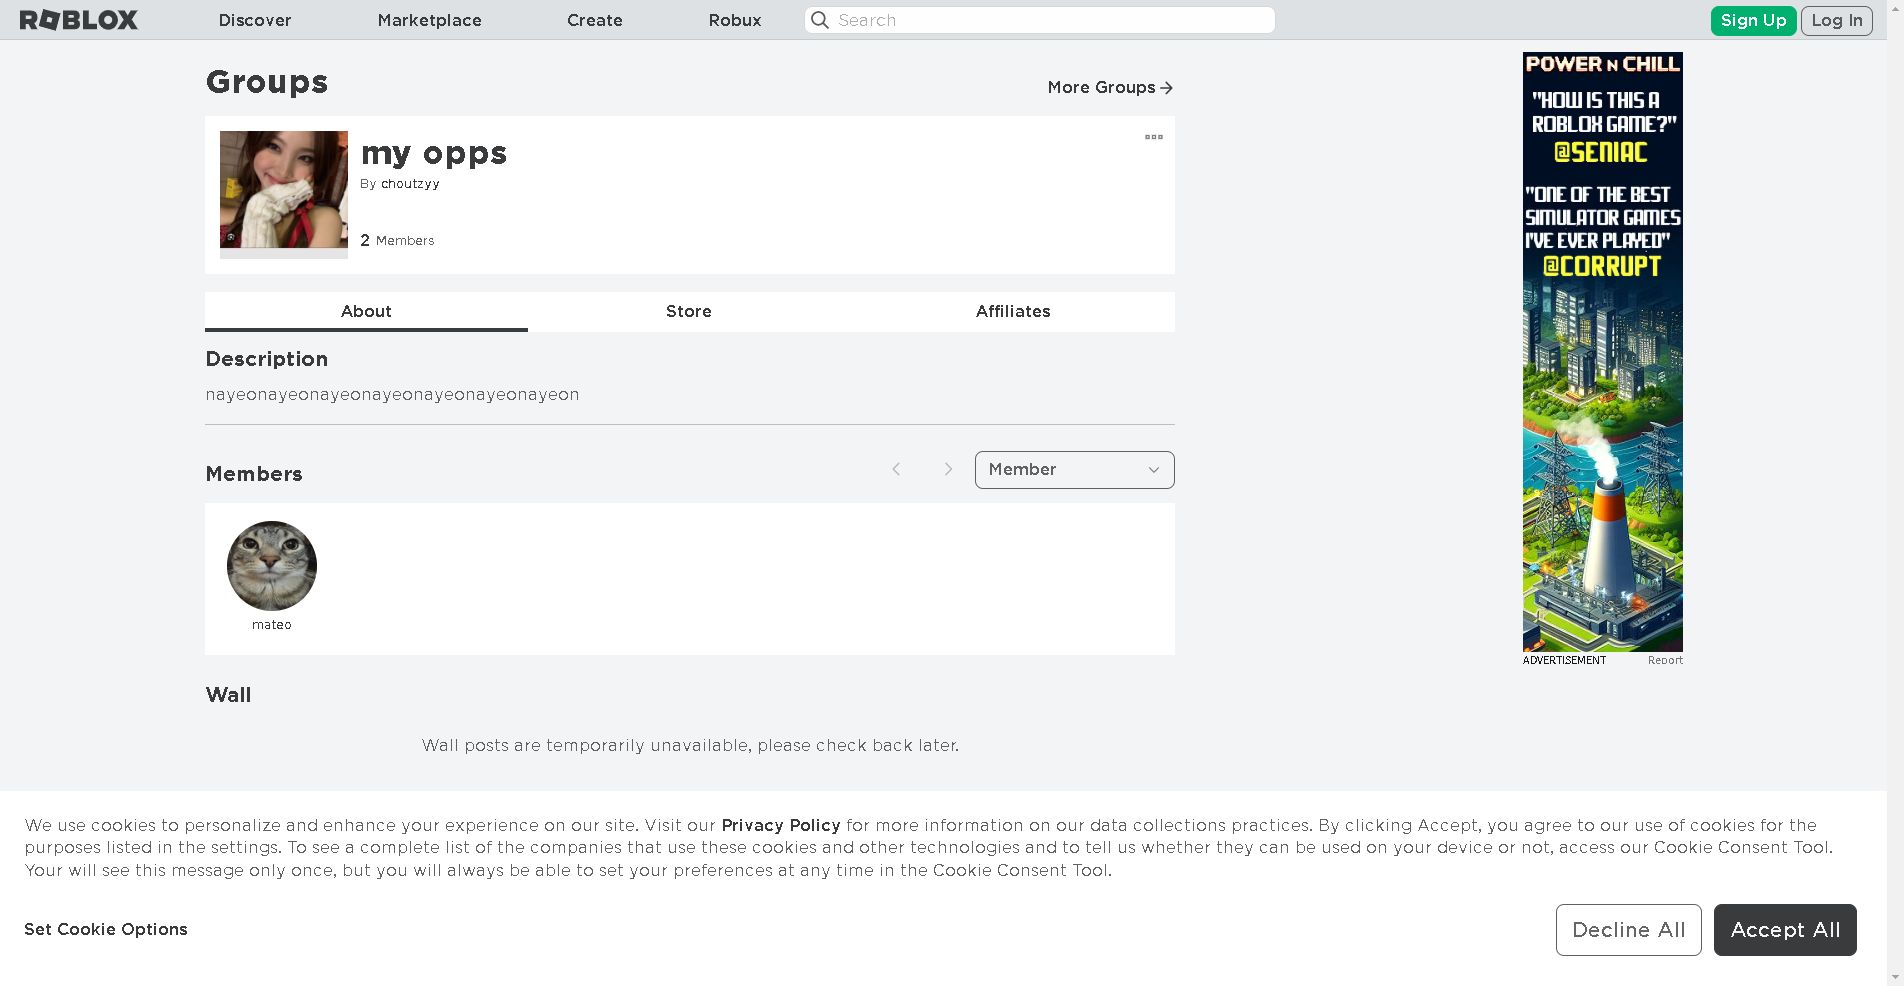 ROBLOX Discover Marketplace Create Robux Search Sign Up Log In
Groups
More Groups
my opps
By choutzyy
2 Members
About Store Affiliates
Description
nayeonnayeonnayeonnayeonnayeonnayeonnayeon
Members
Member
mateo
Wall
Wall posts are temporarily unavailable, please check back later.
POWER N CHILL
"HOW IS THIS A
ROBLOX GAME?"
@SENIAC
"ONE OF THE BEST
SIMULATOR GAMES
I'VE EVER PLAYED"
@CORRUPT
ADVERTISEMENT Report
We use cookies to personalize and enhance your experience on our site. Visit our Privacy Policy for more information on our data collections practices. By clicking Accept, you agree to our use of cookies for the
purposes listed in the settings. To see a complete list of the companies that use these cookies and other technologies and to tell us whether they can be used on your device or not, access our Cookie Consent Tool.
Your will see this message only once, but you will always be able to set your preferences at any time in the Cookie Consent Tool.
Set Cookie Options
Decline All
Accept All